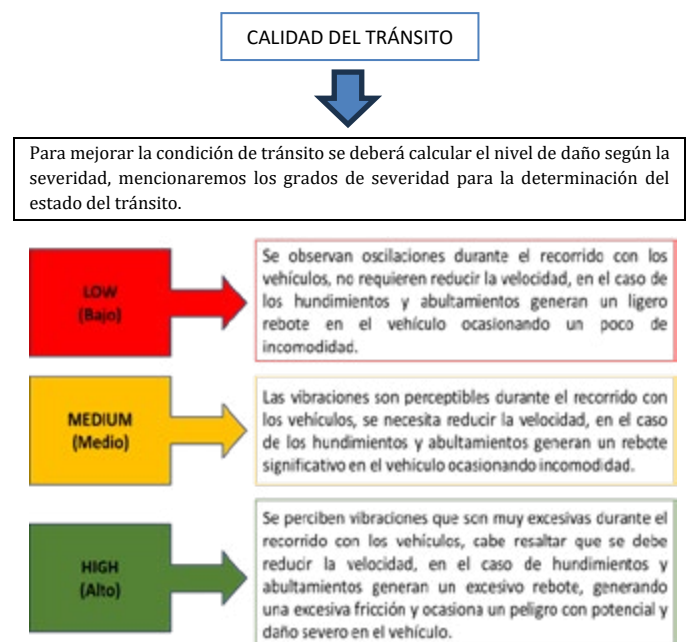 CALIDAD DEL TRÁNSITO
Para mejorar la condición de tránsito se deberá calcular el nivel de daño según la
severidad, mencionaremos los grados de severidad para la determinación del
estado del tránsito.
LOW
(Bajo)
Se observan oscilaciones durante el recorrido con los
vehículos, no requieren reducir la velocidad, en el caso de
los hundimientos y abultamientos generan un ligero
rebote en el vehículo ocasionando un poco de
incomodidad.
MEDIUM
(Medio)
Las vibraciones son perceptibles durante el recorrido con
los vehículos, se necesita reducir la velocidad, en el caso
de los hundimientos y abultamientos generan un rebote
significativo en el vehículo ocasionando incomodidad.
HIGH
(Alto)
Se perciben vibraciones que son muy excesivas durante el
recorrido con los vehículos, cabe resaltar que se debe
reducir la velocidad, en el caso de hundimientos y
abultamientos generan un excesivo rebote, generando
una excesiva fricción y ocasiona un peligro con potencial y
daño severo en el vehículo.